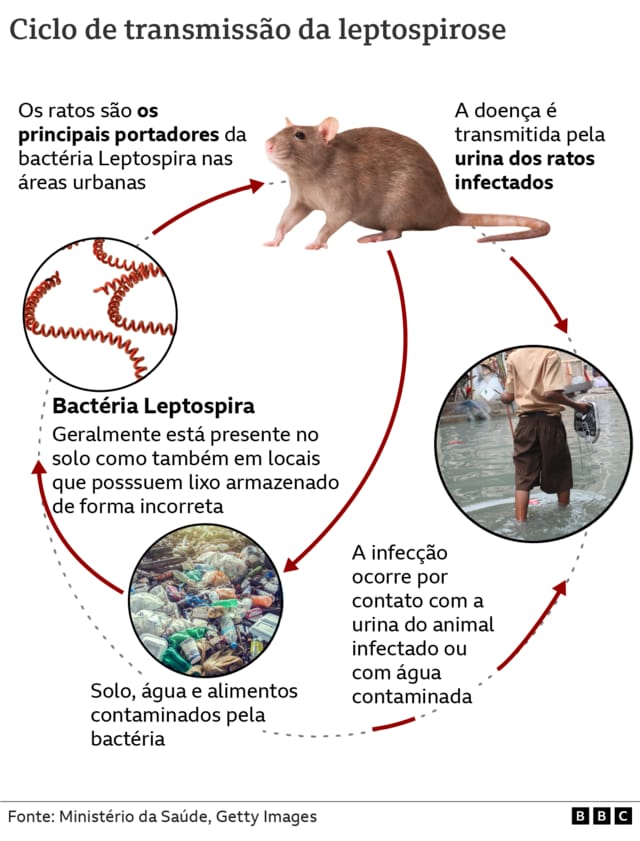 Ciclo de transmissão da leptospirose
Os ratos são os
principais portadores da
bactéria Leptospira nas
áreas urbanas
A doença é
transmitida pela
urina dos ratos
infectados
Bactéria Leptospira
Geralmente está presente no
solo como também em locais
que posssuem lixo armazenado
de forma incorreta
A infecção
ocorre por
contato com a
urina do animal
infectado ou
com água
contaminada
Solo, água e alimentos
contaminados pela
bactéria
Fonte: Ministério da Saúde, Getty Images
BBC